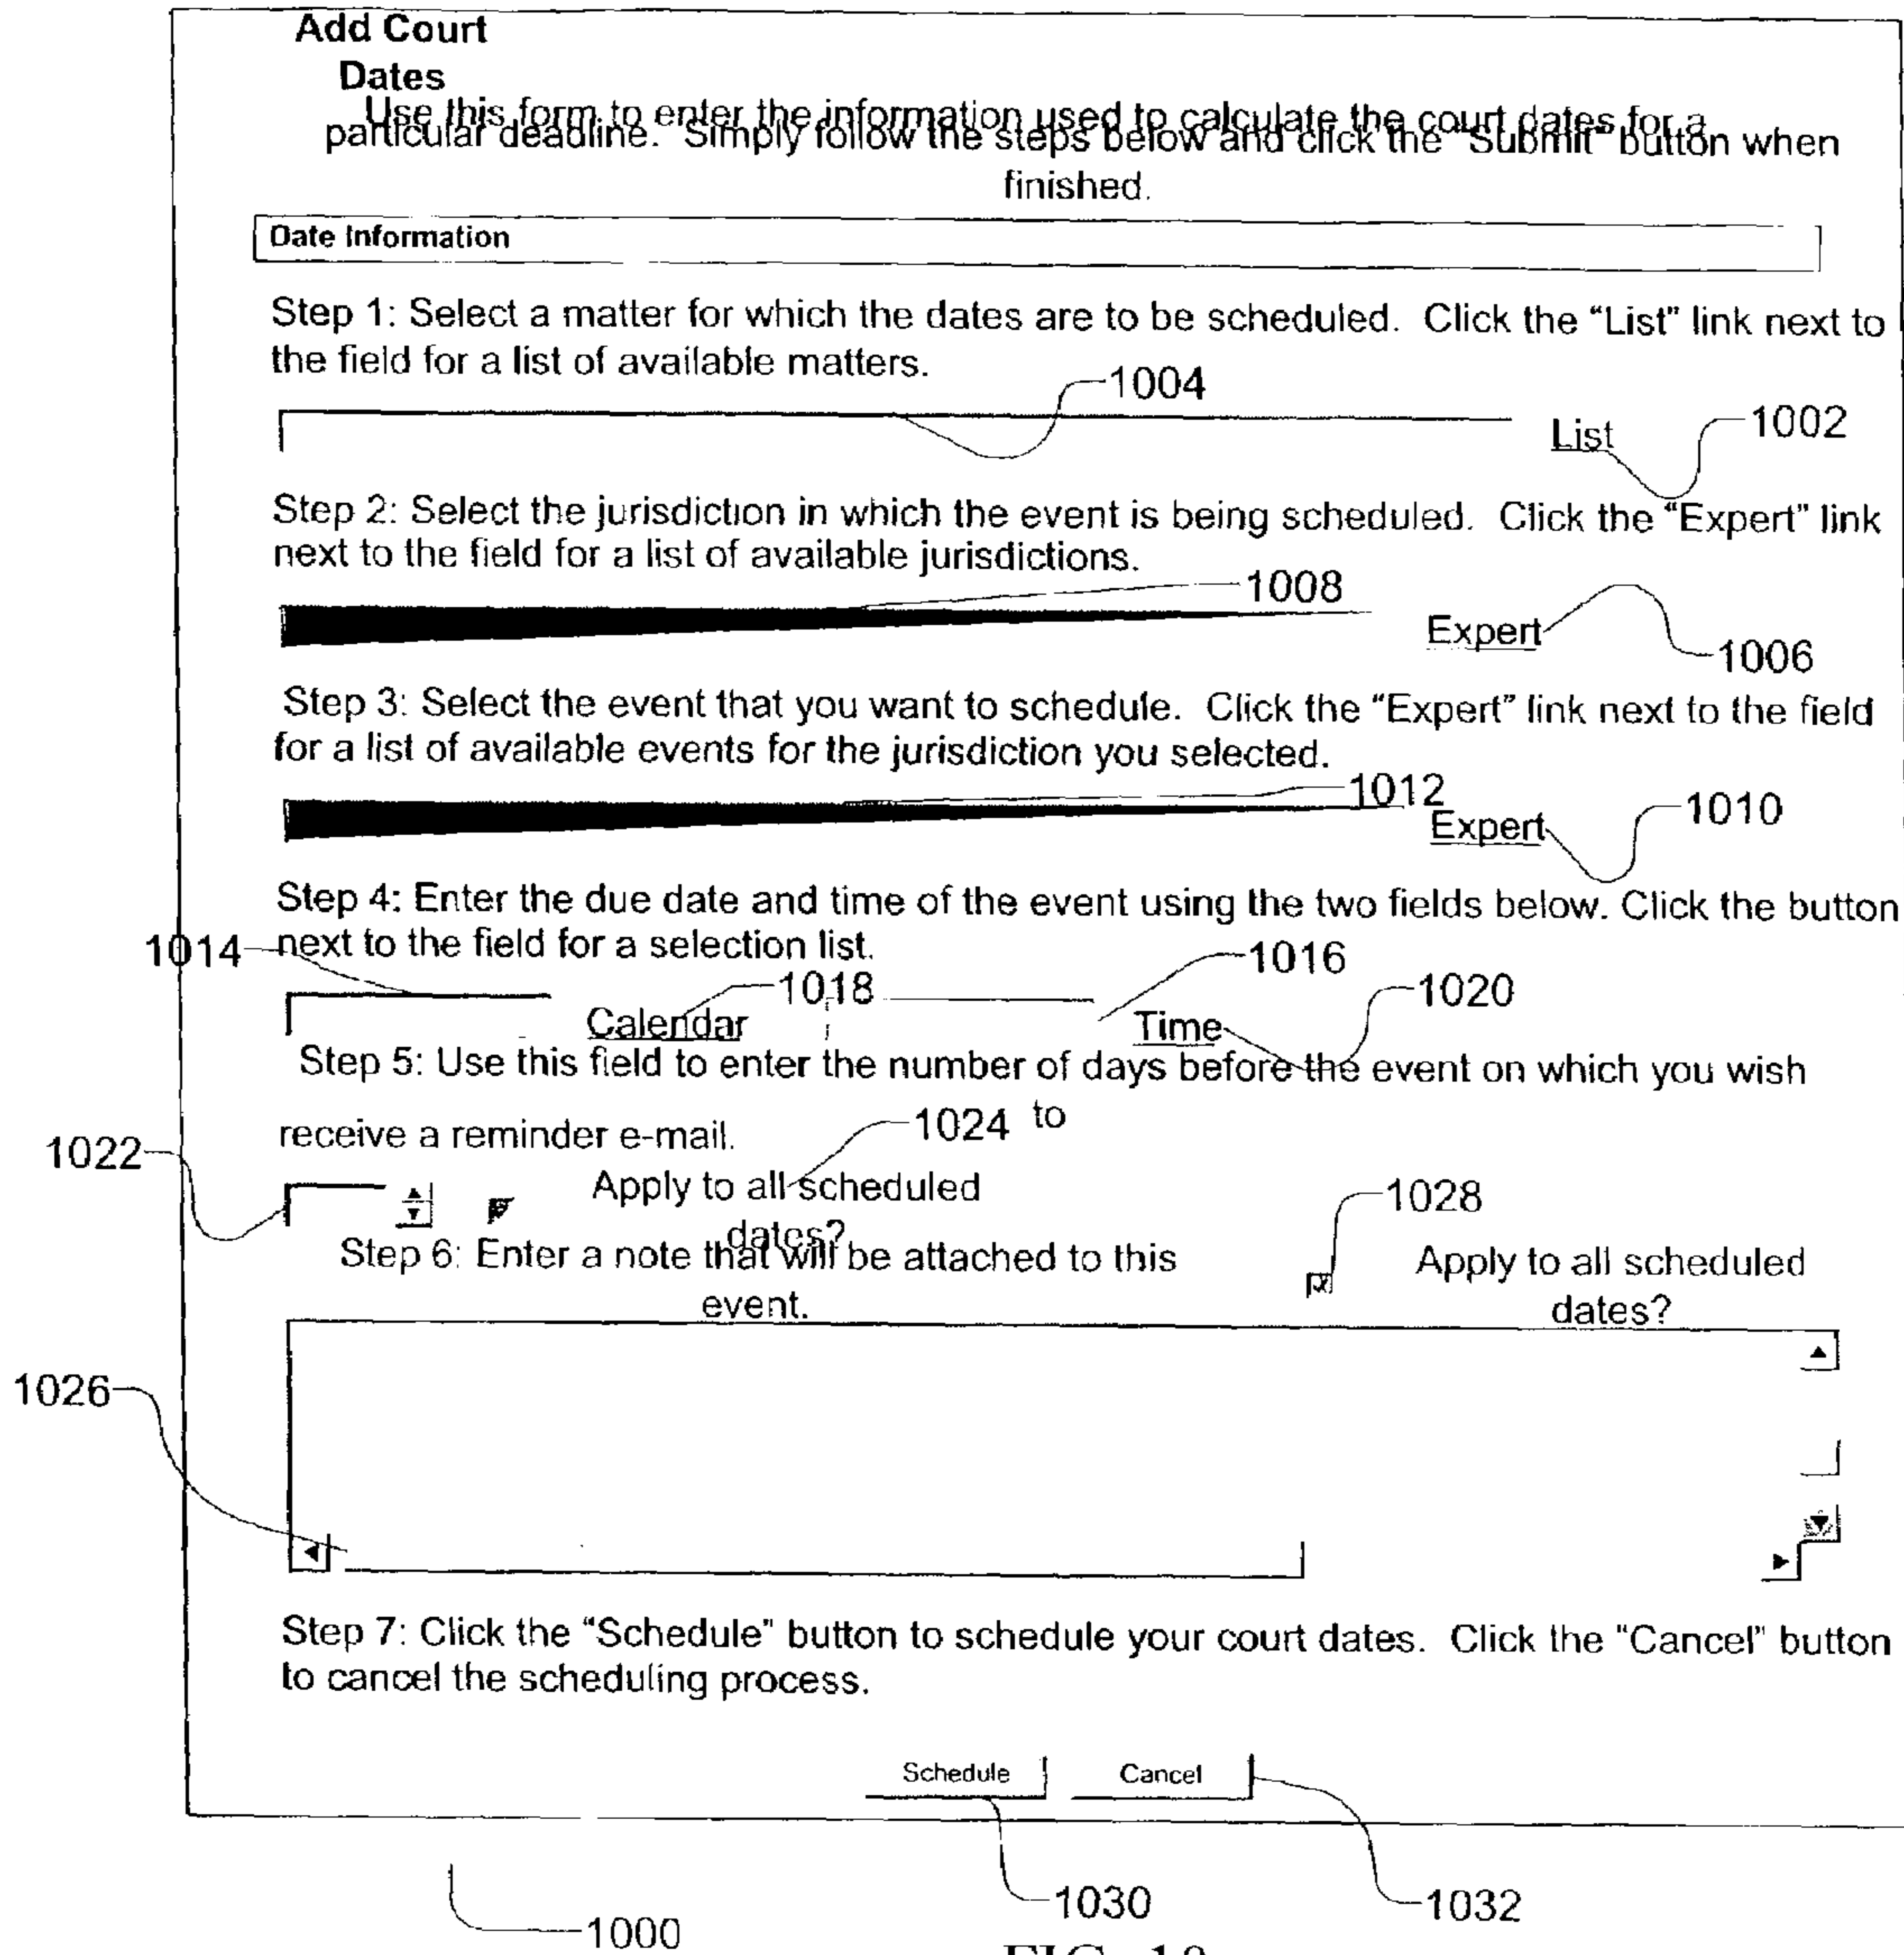 Add Court
Dates
Use this form to enter the information used to calculate the court dates for a
particular deadline. Simply follow the steps below and click the "Submit" button when
finished.
Date Information
Step 1: Select a matter for which the dates are to be scheduled. Click the “List” link next to
the field for a list of available matters.
1004
List
1002
Step 2: Select the jurisdiction in which the event is being scheduled. Click the “Expert” link
next to the field for a list of available jurisdictions.
1008
Expert
1006
Step 3: Select the event that you want to schedule. Click the “Expert” link next to the field
for a list of available events for the jurisdiction you selected.
1012
Expert
1010
Step 4: Enter the due date and time of the event using the two fields below. Click the button
1014
next to the field for a selection list.
1016
1018
1020
Calendar
Time
Step 5: Use this field to enter the number of days before the event on which you wish
1024 to
receive a reminder e-mail.
1022
Apply to all scheduled
dates?
1028
Step 6: Enter a note that will be attached to this
event.
Apply to all scheduled
dates?
1026
Step 7: Click the “Schedule” button to schedule your court dates. Click the "Cancel" button
to cancel the scheduling process.
Schedule
Cancel
1030
1032
1000